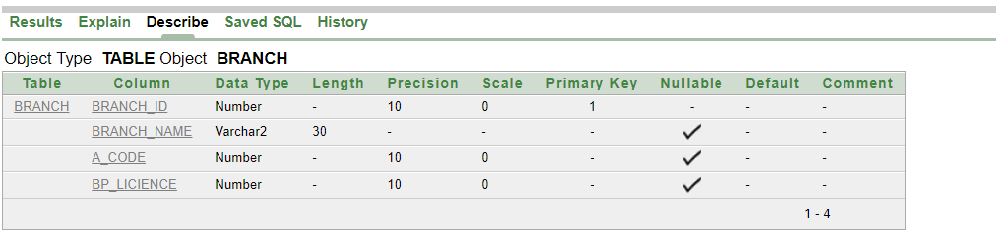 Results Explain Describe Saved SQL History
Object Type TABLE Object BRANCH
Table Column Data Type Length Precision Scale Primary Key Nullable Default Comment
BRANCH BRANCH_ID Number - 10 0 1 - - -
BRANCH_NAME Varchar2 30 - - - ✓ - -
A_CODE Number - 10 0 - ✓ - -
BP_LICIENCE Number - 10 0 - ✓ - -
1 - 4